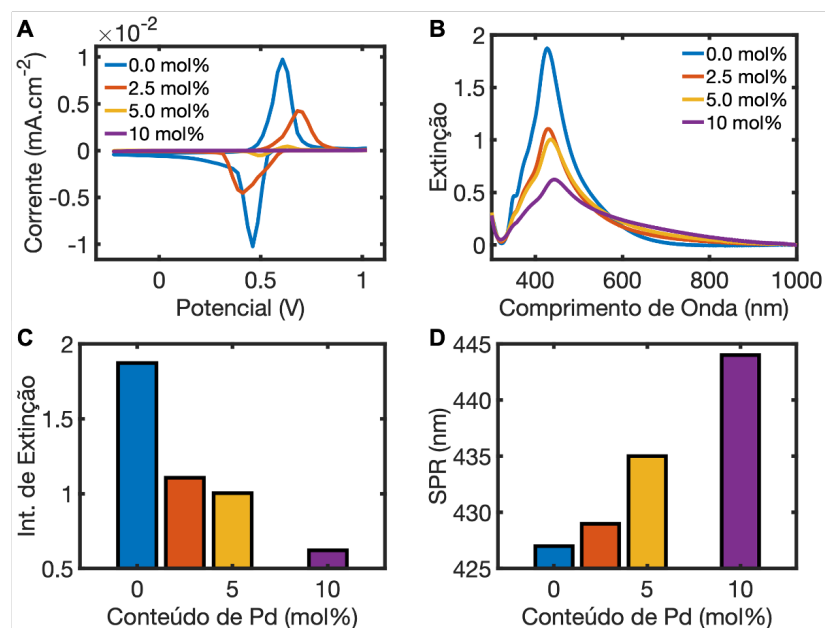 A
×10⁻²
Corrente (mA.cm⁻²)
1
0.5
0
-0.5
-1
0.0 mol%
2.5 mol%
5.0 mol%
10 mol%
0
0.5
1
Potencial (V)
B
Extinção
2
1.5
1
0.5
0
0.0 mol%
2.5 mol%
5.0 mol%
10 mol%
400
600
800
1000
Comprimento de Onda (nm)
C
Int. de Extinção
2
1.5
1
0.5
0
5
10
Conteúdo de Pd (mol%)
D
SPR (nm)
445
440
435
430
425
0
5
10
Conteúdo de Pd (mol%)